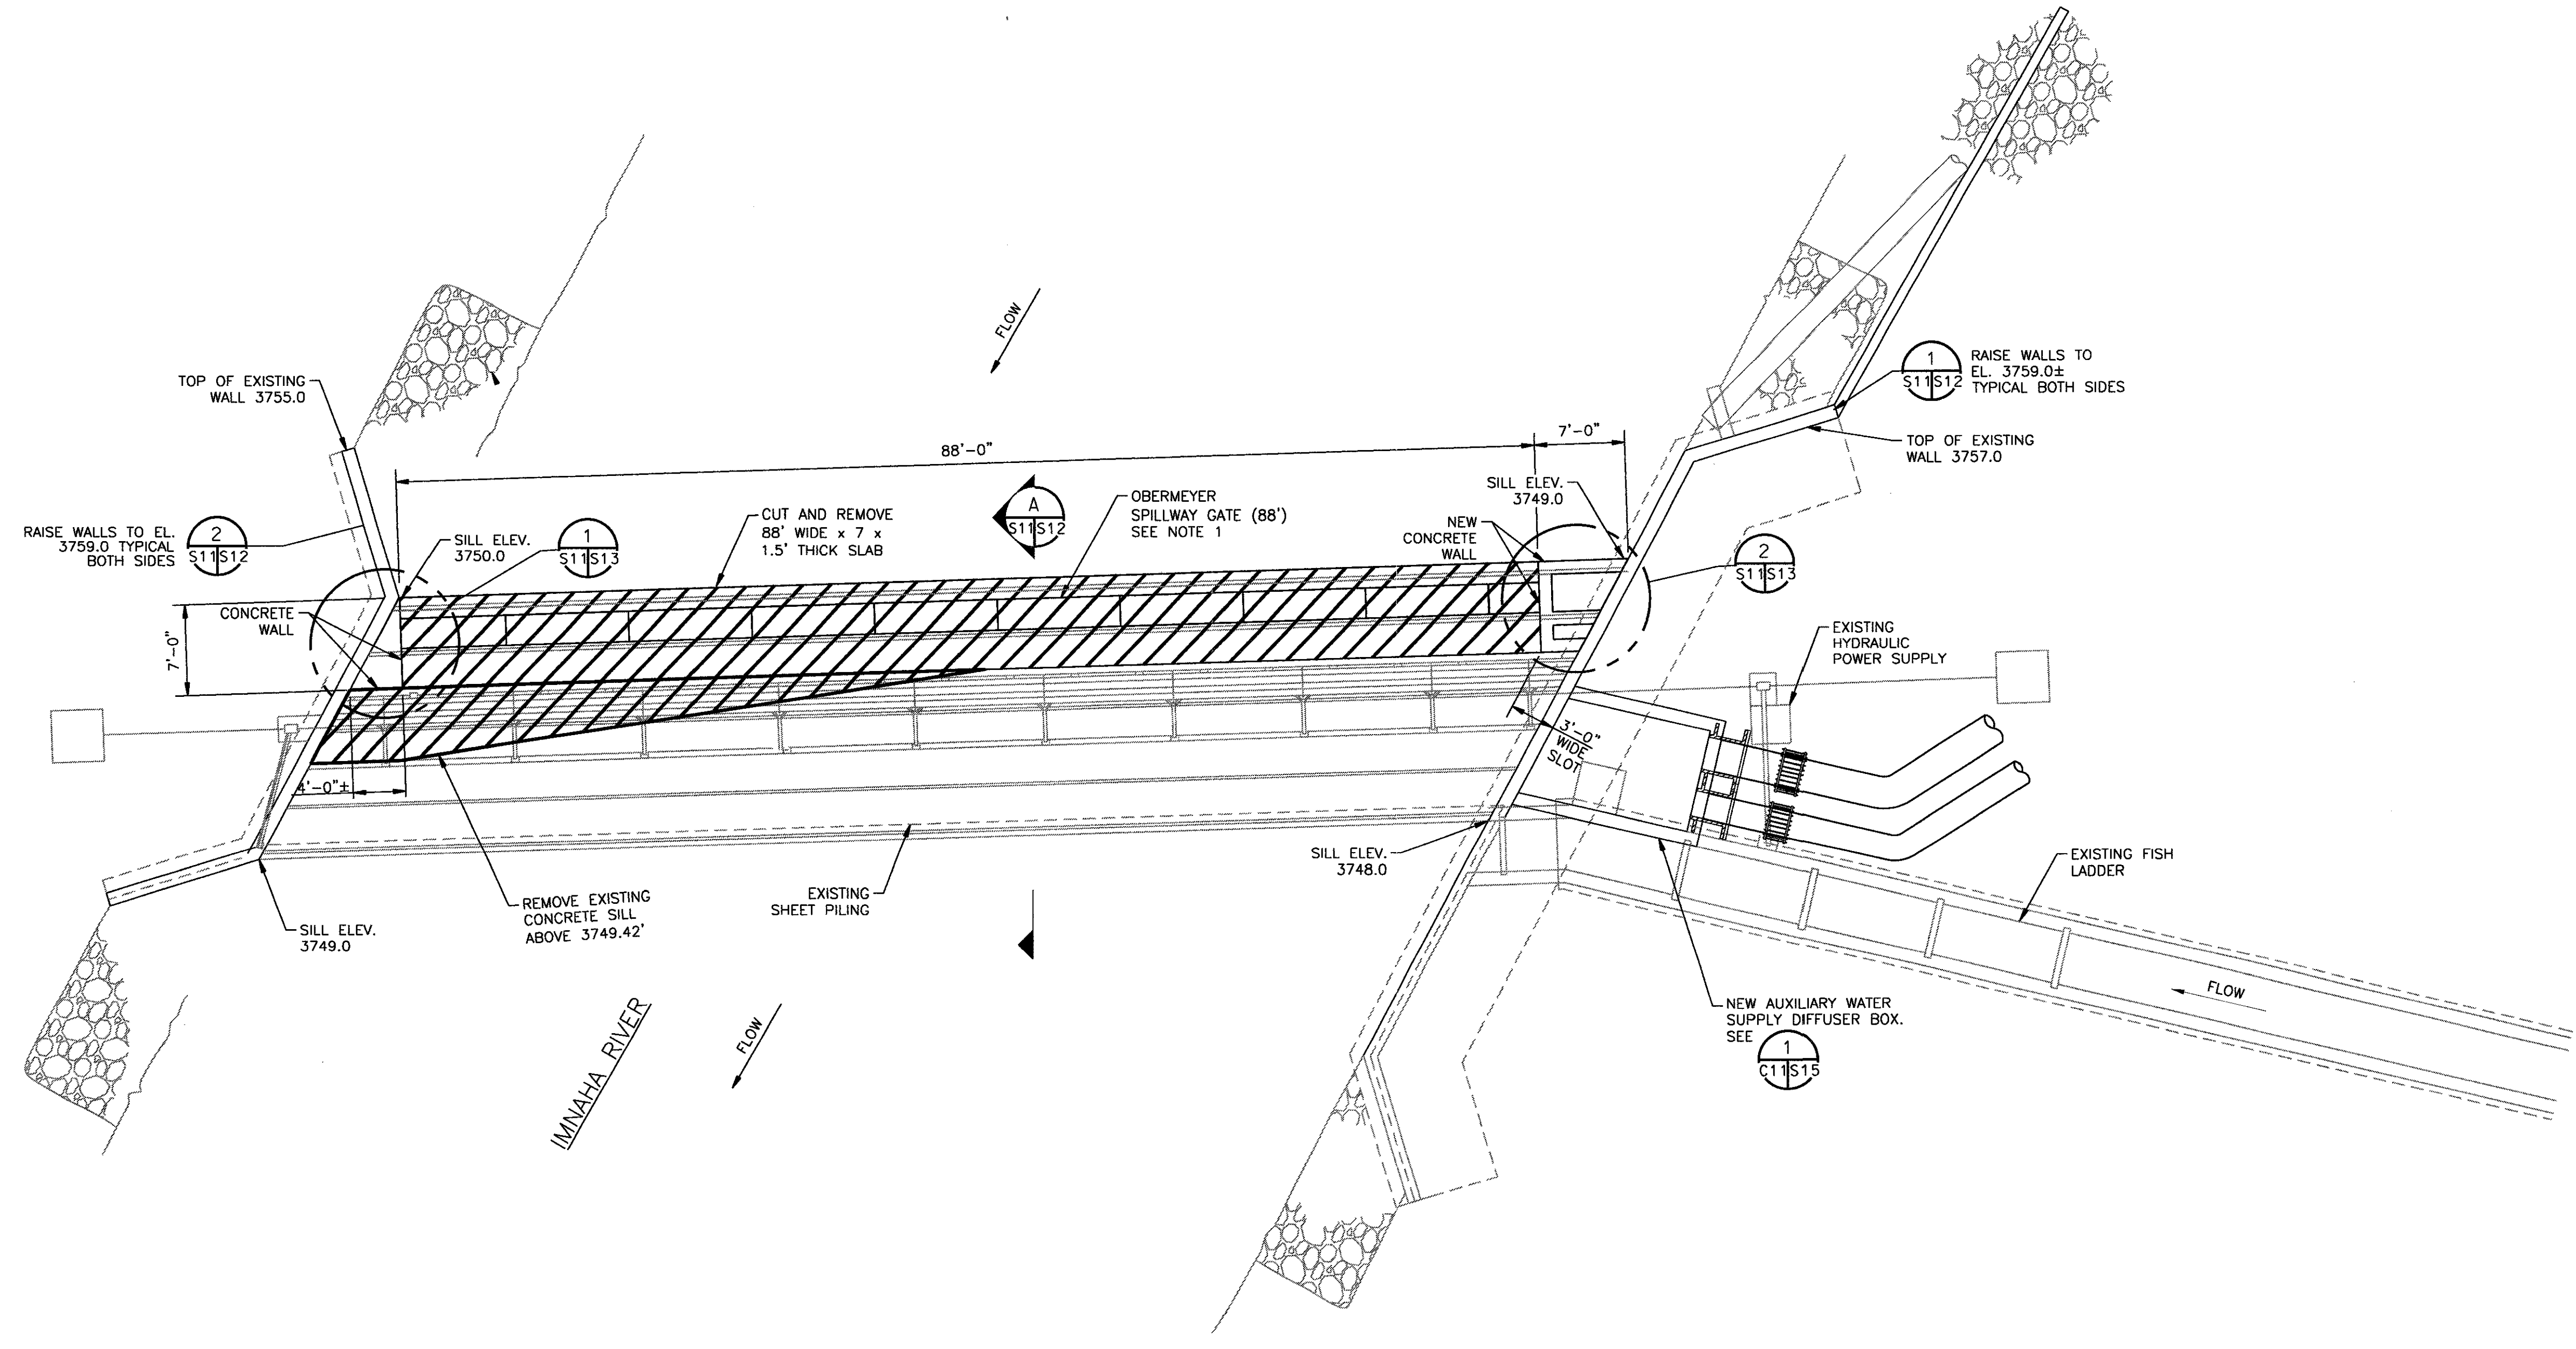 FLOW
TOP OF EXISTING
WALL 3755.0
1
S11 S12
RAISE WALLS TO
EL. 3759.0±
TYPICAL BOTH SIDES
TOP OF EXISTING
WALL 3757.0
88'-0"
7'-0"
SILL ELEV.
3749.0
RAISE WALLS TO EL.
3759.0 TYPICAL
BOTH SIDES
2
S11 S12
SILL ELEV.
3750.0
1
S11 S13
CUT AND REMOVE
88' WIDE x 7 x
1.5' THICK SLAB
A
S11 S12
OBERMEYER
SPILLWAY GATE (88')
SEE NOTE 1
NEW
CONCRETE
WALL
2
S11 S13
CONCRETE
WALL
7'-0"
EXISTING
HYDRAULIC
POWER SUPPLY
3'-0"
WIDE
SLOT
4'-0"±
SILL ELEV.
3748.0
EXISTING FISH
LADDER
REMOVE EXISTING
CONCRETE SILL
ABOVE 3749.42'
EXISTING
SHEET PILING
SILL ELEV.
3749.0
FLOW
NEW AUXILIARY WATER
SUPPLY DIFFUSER BOX.
SEE
1
C11 S15
IMNAHA RIVER
FLOW